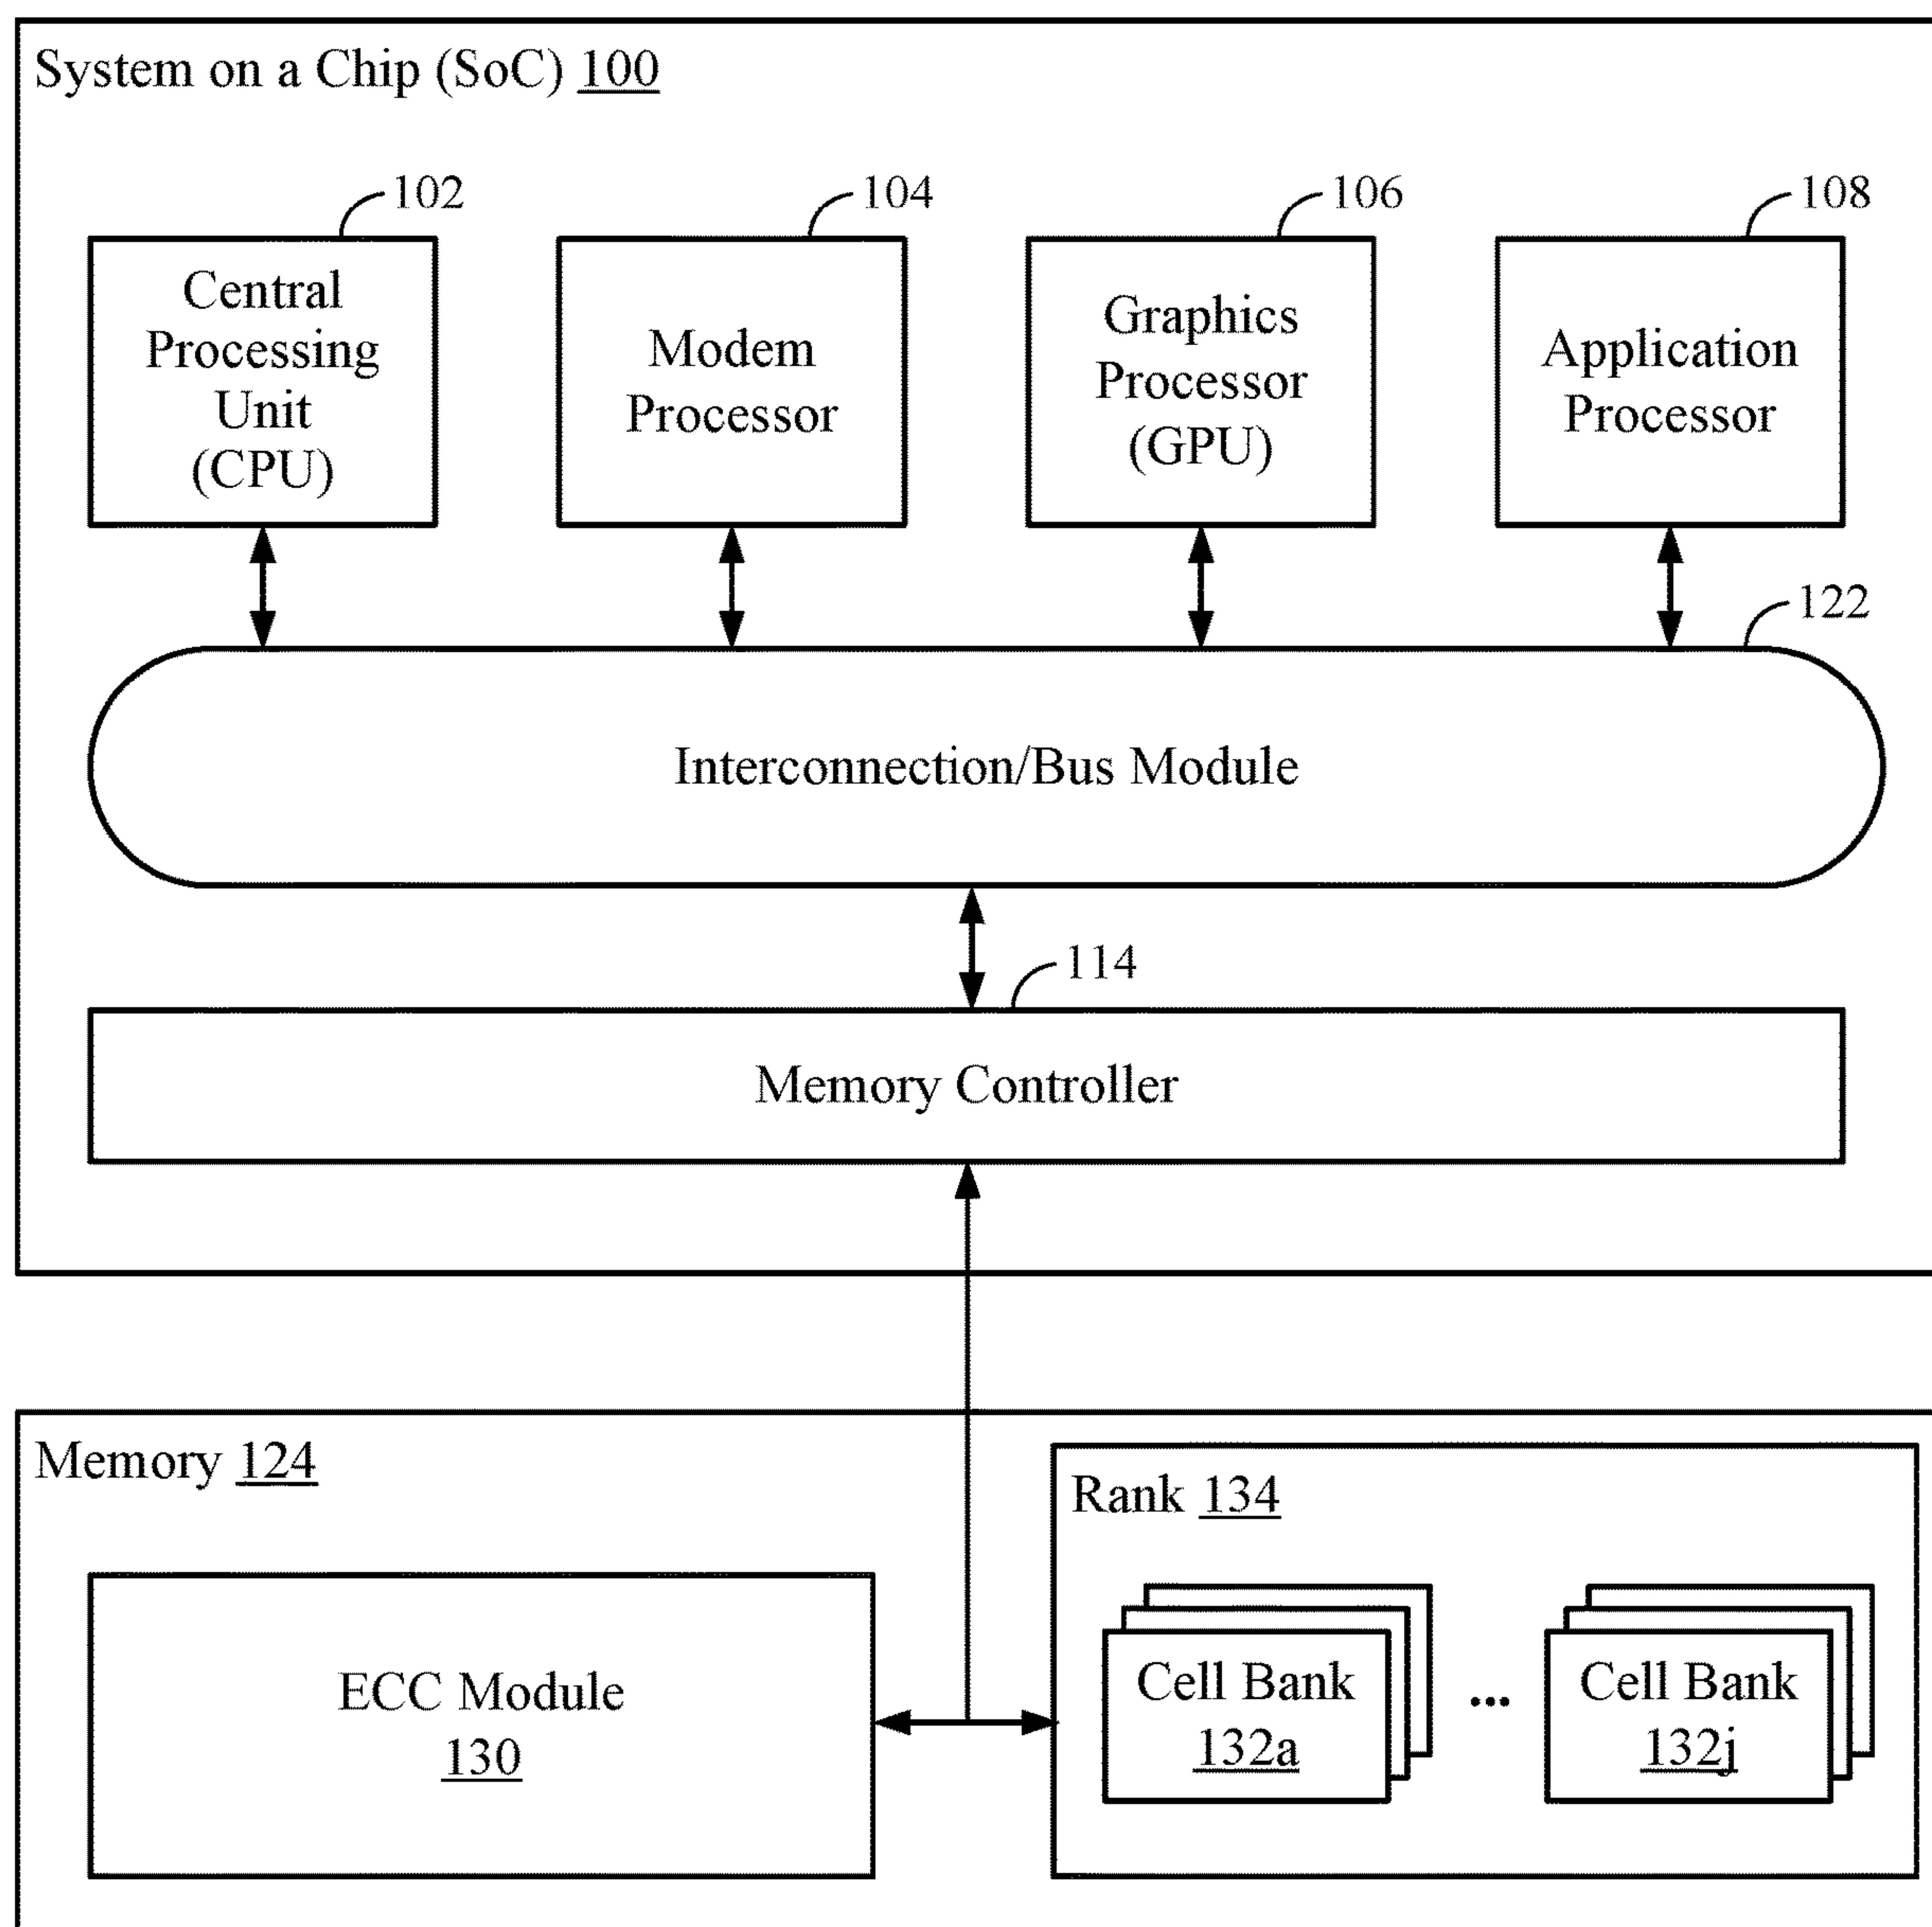 System on a Chip (SoC) 100
102
104
106
108
Central
Processing
Unit
(CPU)
Modem
Processor
Graphics
Processor
(GPU)
Application
Processor
122
Interconnection/Bus Module
114
Memory Controller
Memory 124
Rank 134
ECC Module
130
Cell Bank
132a
...
Cell Bank
132j